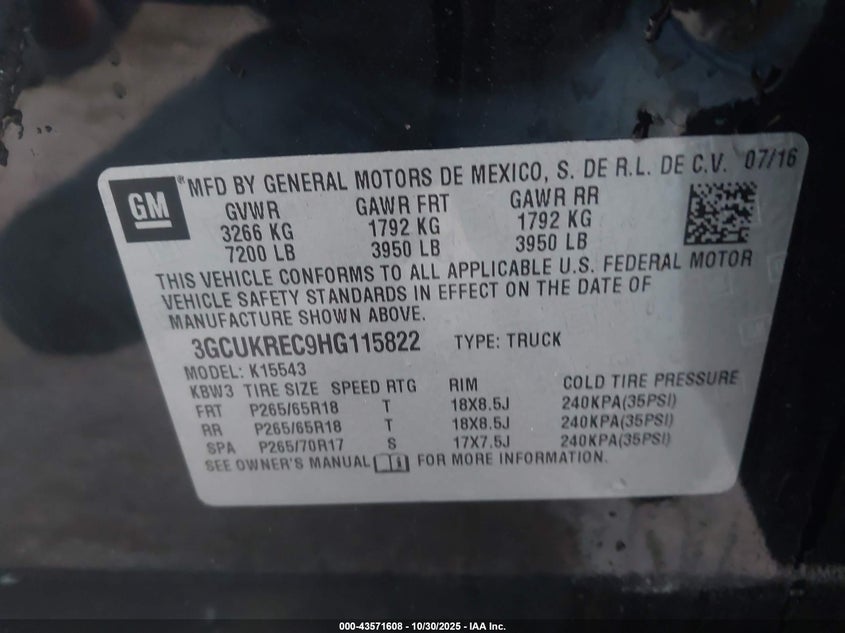 GM
® MFD BY GENERAL MOTORS DE MEXICO, S. DE R.L. DE C.V. 07/16
GVWR GAWR FRT GAWR RR
3266 KG 1792 KG 1792 KG
7200 LB 3950 LB 3950 LB
THIS VEHICLE CONFORMS TO ALL APPLICABLE U.S. FEDERAL MOTOR
VEHICLE SAFETY STANDARDS IN EFFECT ON THE DATE OF
MANUFACTURE SHOWN ABOVE.
3GCUKREC9HG115822 TYPE: TRUCK
MODEL: K15543
KBW3 TIRE SIZE SPEED RTG RIM COLD TIRE PRESSURE
FRT P265/65R18 T 18X8.5J 240KPA(35PSI)
RR P265/65R18 T 18X8.5J 240KPA(35PSI)
SPA P265/70R17 S 17X7.5J 240KPA(35PSI)
SEE OWNER'S MANUAL FOR MORE INFORMATION.
000-43571608 | 10/30/2025 - IAA Inc.